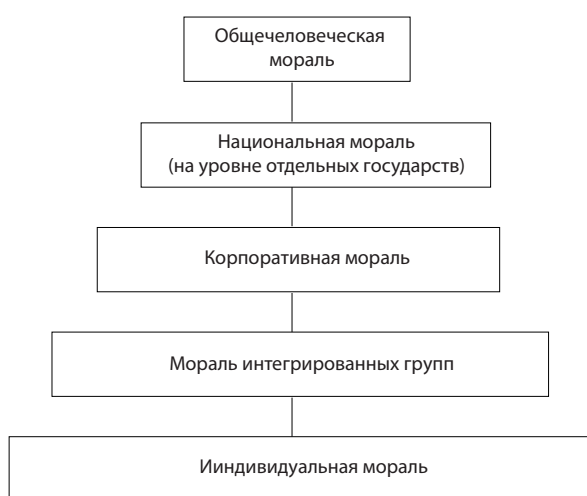 Общечеловеческая
мораль
Национальная мораль
(на уровне отдельных государств)
Корпоративная мораль
Мораль интегрированных групп
Ииндивидуальная мораль